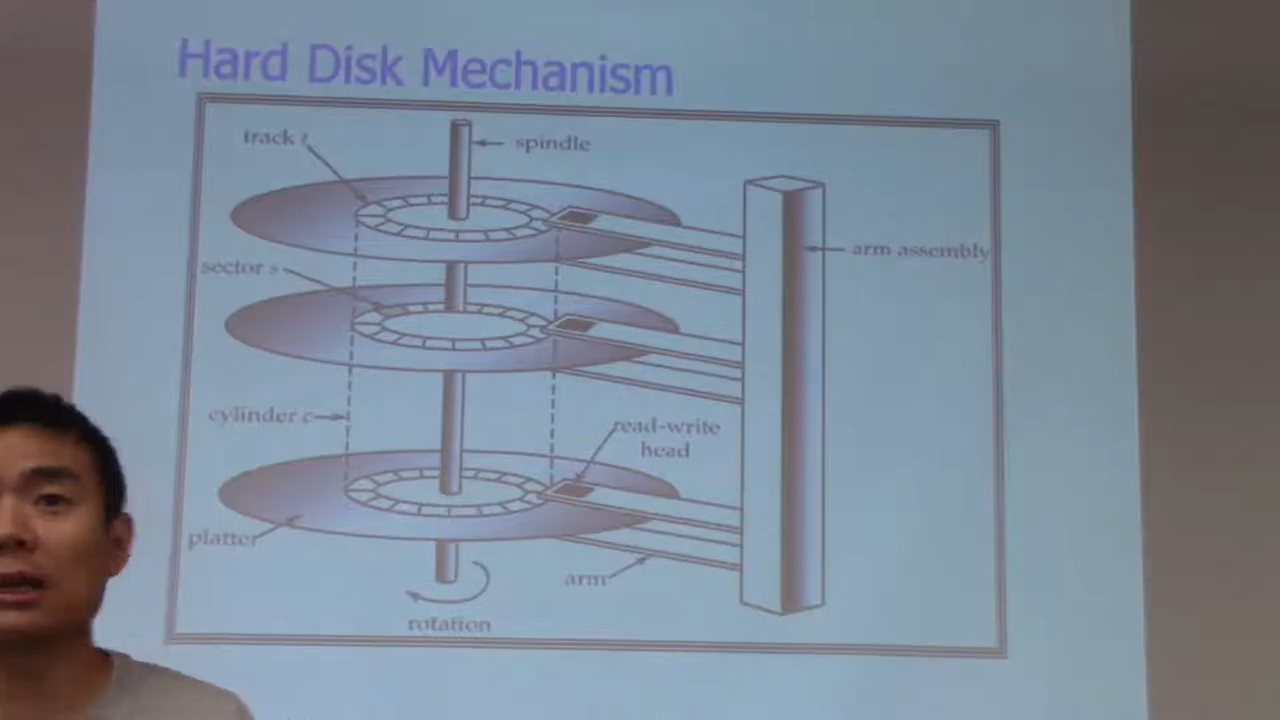 Hard Disk Mechanism
track t
spindle
arm assembly
sector s
cylinder c
read-write
head
platter
arm
rotation